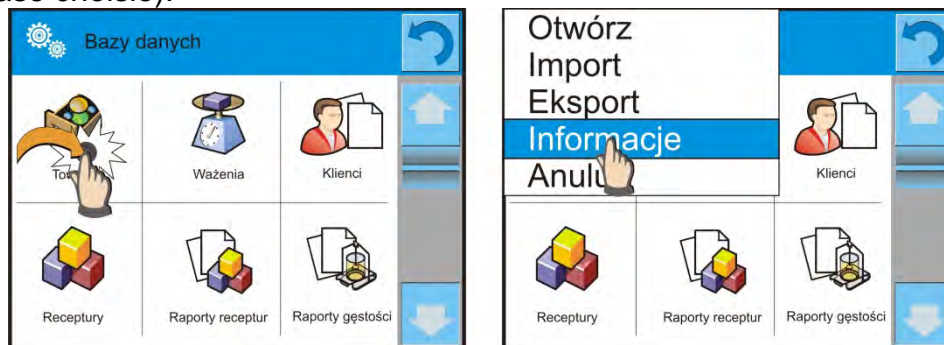 Bazy danych
Ważenia
Klienci
Receptury
Raporty receptur
Raporty gęstości
Otwórz
Import
Eksport
Informacje
Klienci
Receptury
Raporty receptur
Raporty gęstości